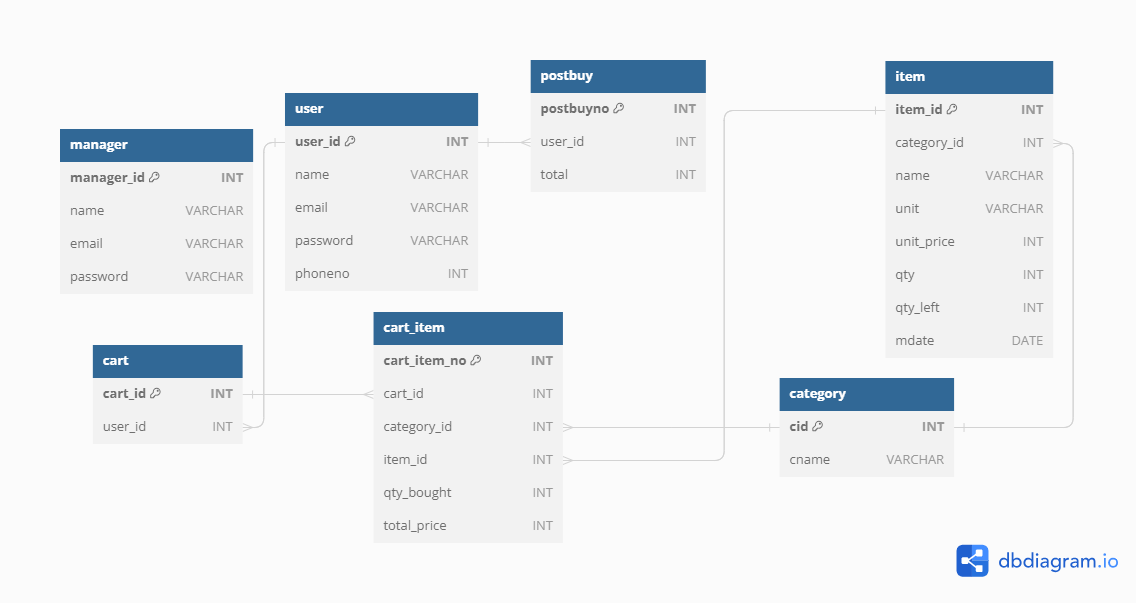 manager
manager_id INT
name VARCHAR
email VARCHAR
password VARCHAR
user
user_id INT
name VARCHAR
email VARCHAR
password VARCHAR
phoneno INT
postbuy
postbuyno INT
user_id INT
total INT
item
item_id INT
category_id INT
name VARCHAR
unit VARCHAR
unit_price INT
qty INT
qty_left INT
mdate DATE
cart
cart_id INT
user_id INT
cart_item
cart_item_no INT
cart_id INT
category_id INT
item_id INT
qty_bought INT
total_price INT
category
cid INT
cname VARCHAR
dbdiagram.io